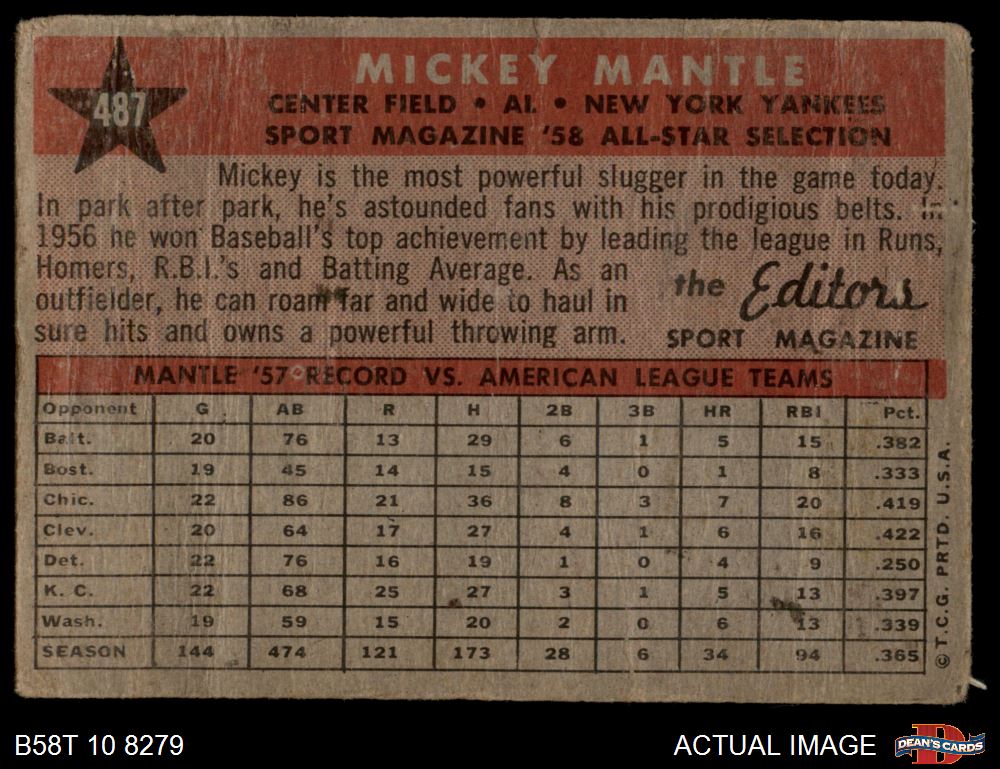 487
MICKEY MANTLE
CENTER FIELD • AL • NEW YORK YANKEES
SPORT MAGAZINE '58 ALL-STAR SELECTION
Mickey is the most powerful slugger in the game today.
In park after park, he's astounded fans with his prodigious belts. In
1956 he won Baseball's top achievement by leading the league in Runs,
Homers, R.B.I.'s and Batting Average. As an
outfielder, he can roam far and wide to haul in
sure hits and owns a powerful throwing arm.
the Editors
SPORT MAGAZINE
MANTLE '57 RECORD VS. AMERICAN LEAGUE TEAMS
Opponent G AB R H 2B 3B HR RBI Pct.
Balt. 20 76 13 29 6 1 5 15 .382
Bost. 19 45 14 15 4 0 1 8 .333
Chic. 22 86 21 36 8 3 7 20 .419
Clev. 20 64 17 27 4 1 6 16 .422
Det. 22 76 16 19 1 0 4 9 .250
K. C. 22 68 25 27 3 1 5 13 .397
Wash. 19 59 15 20 2 0 6 13 .339
SEASON 144 474 121 173 28 6 34 94 .365
© T.C.G. PRTD. U.S.A.
B58T 10 8279
ACTUAL IMAGE
D
DEAN'S CARDS